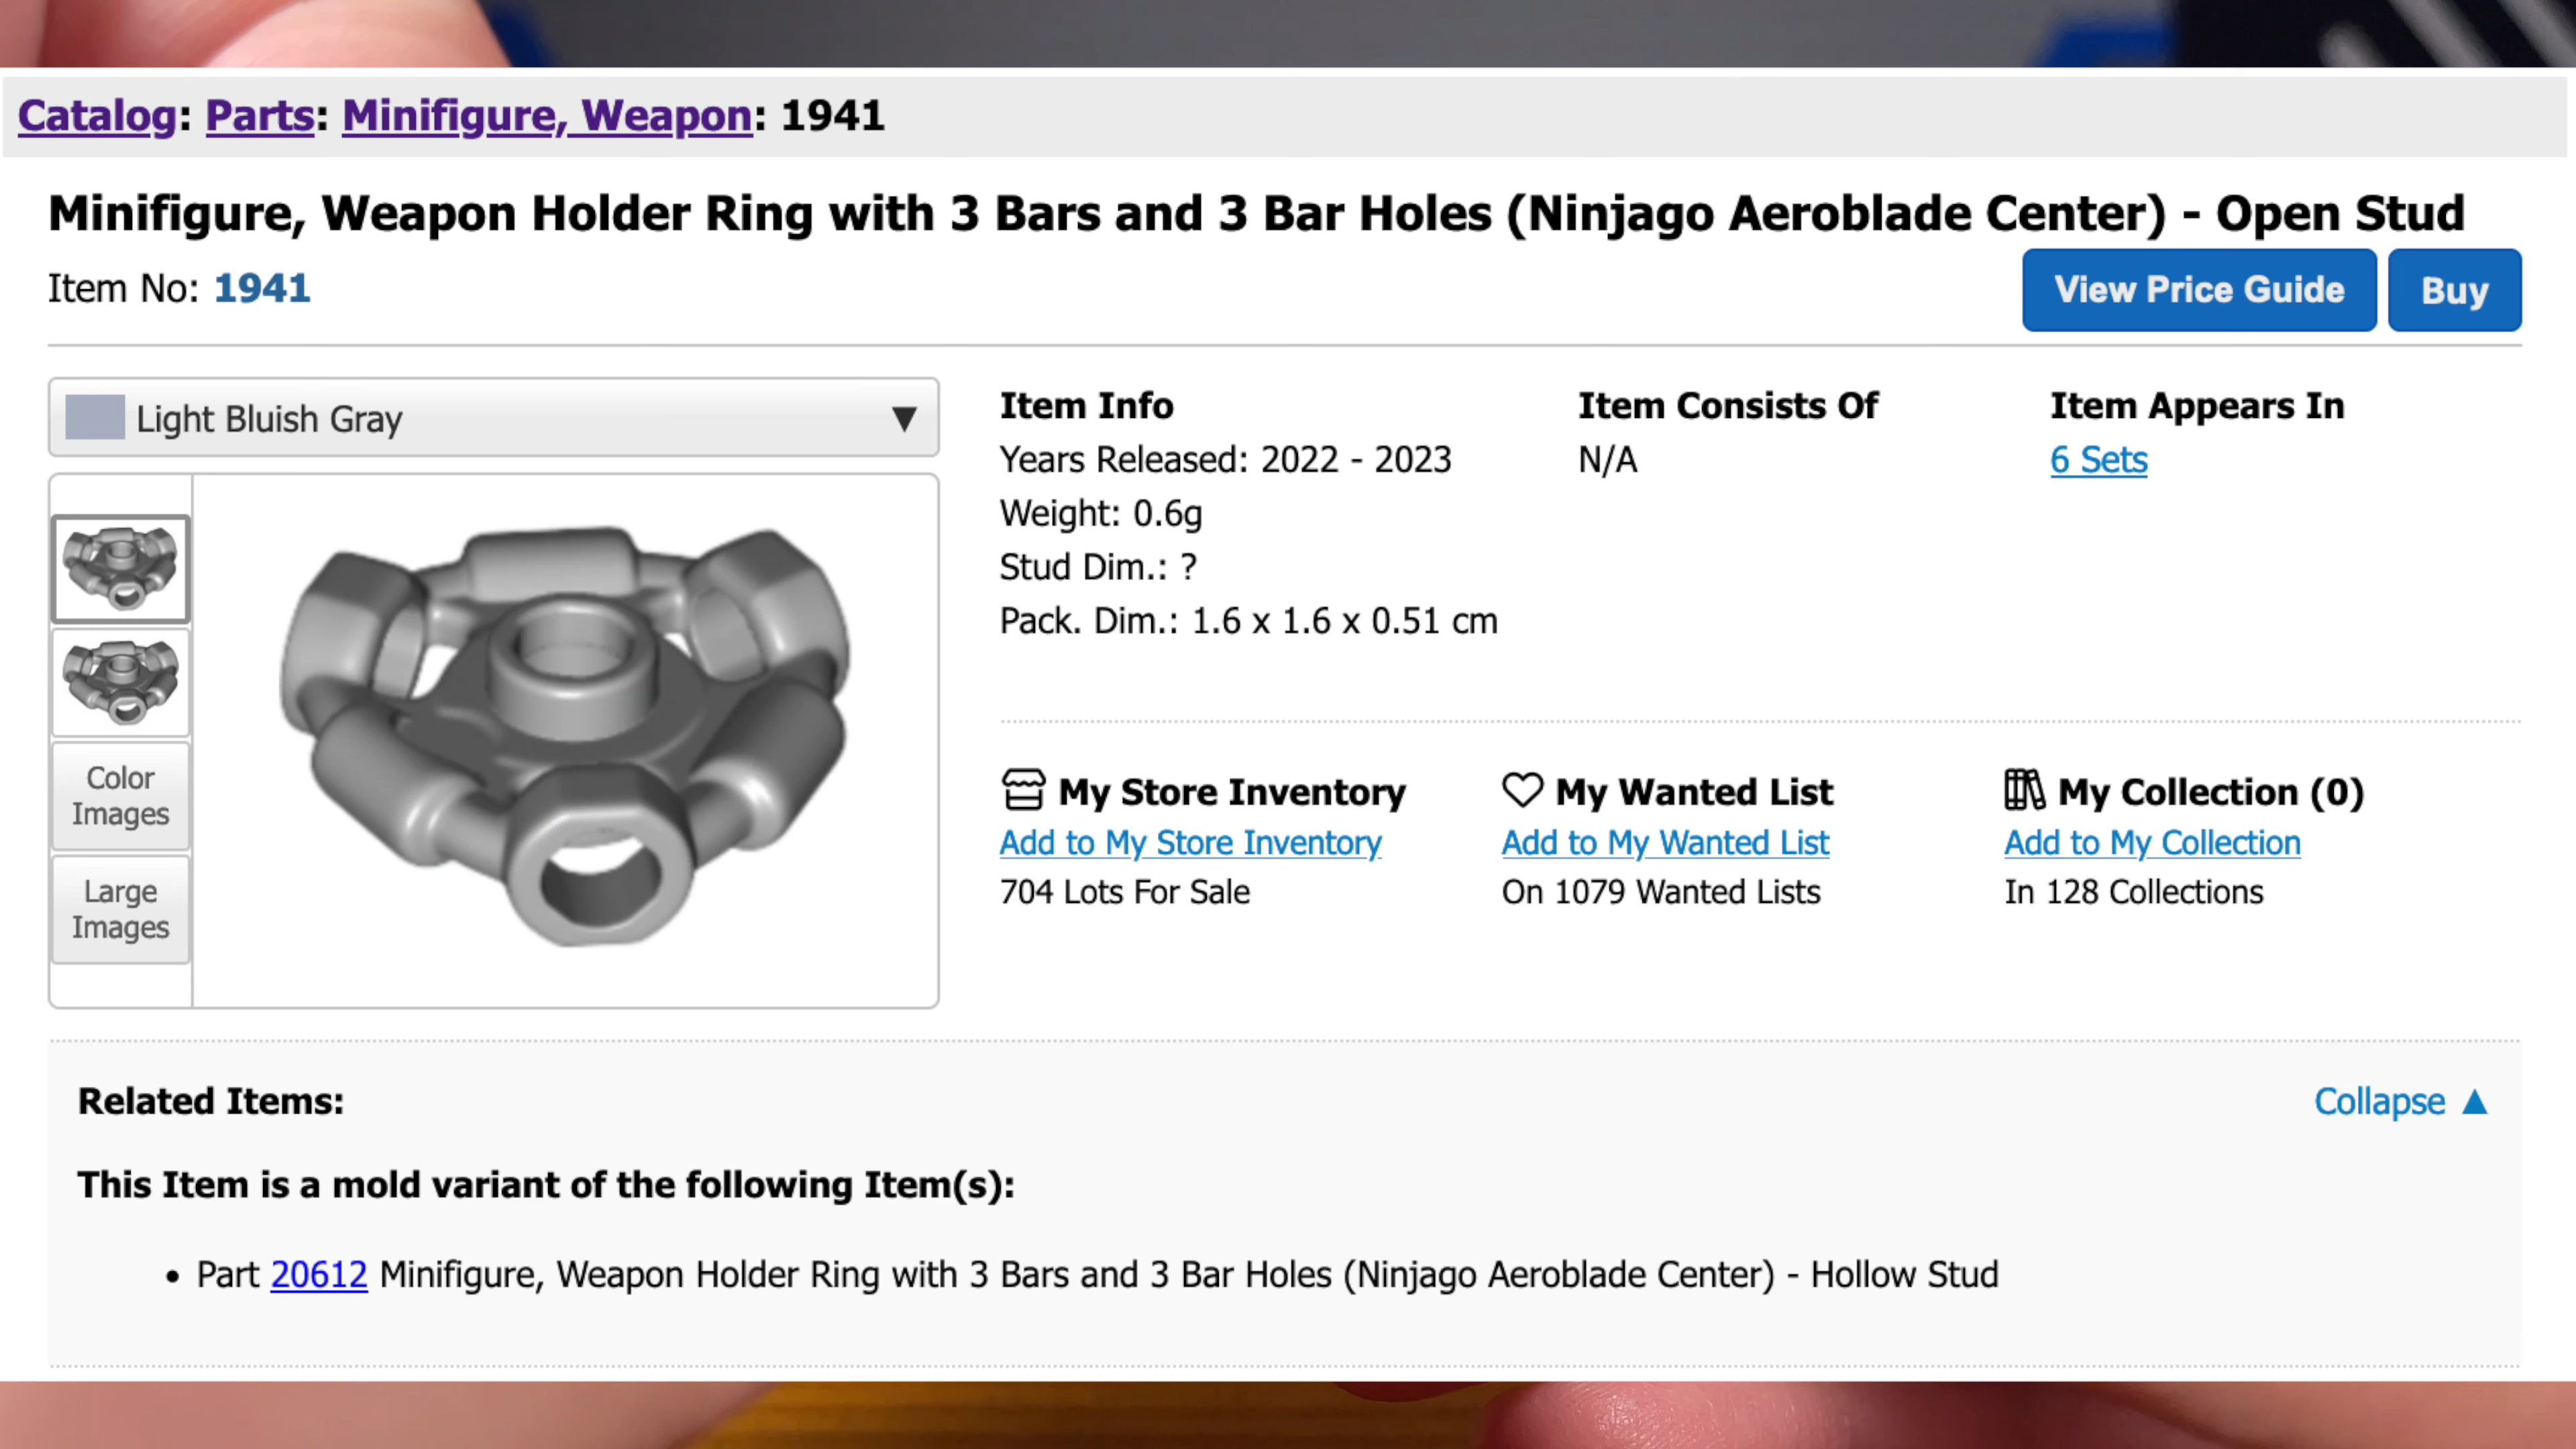 Catalog: Parts: Minifigure, Weapon: 1941
Minifigure, Weapon Holder Ring with 3 Bars and 3 Bar Holes (Ninjago Aeroblade Center) - Open Stud
Item No: 1941
View Price Guide
Buy
Light Bluish Gray
Color
Images
Large
Images
Item Info
Years Released: 2022 - 2023
Weight: 0.6g
Stud Dim.: ?
Pack. Dim.: 1.6 x 1.6 x 0.51 cm
Item Consists Of
N/A
Item Appears In
6 Sets
My Store Inventory
Add to My Store Inventory
704 Lots For Sale
My Wanted List
Add to My Wanted List
On 1079 Wanted Lists
My Collection (0)
Add to My Collection
In 128 Collections
Related Items:
Collapse
This Item is a mold variant of the following Item(s):
• Part 20612 Minifigure, Weapon Holder Ring with 3 Bars and 3 Bar Holes (Ninjago Aeroblade Center) - Hollow Stud